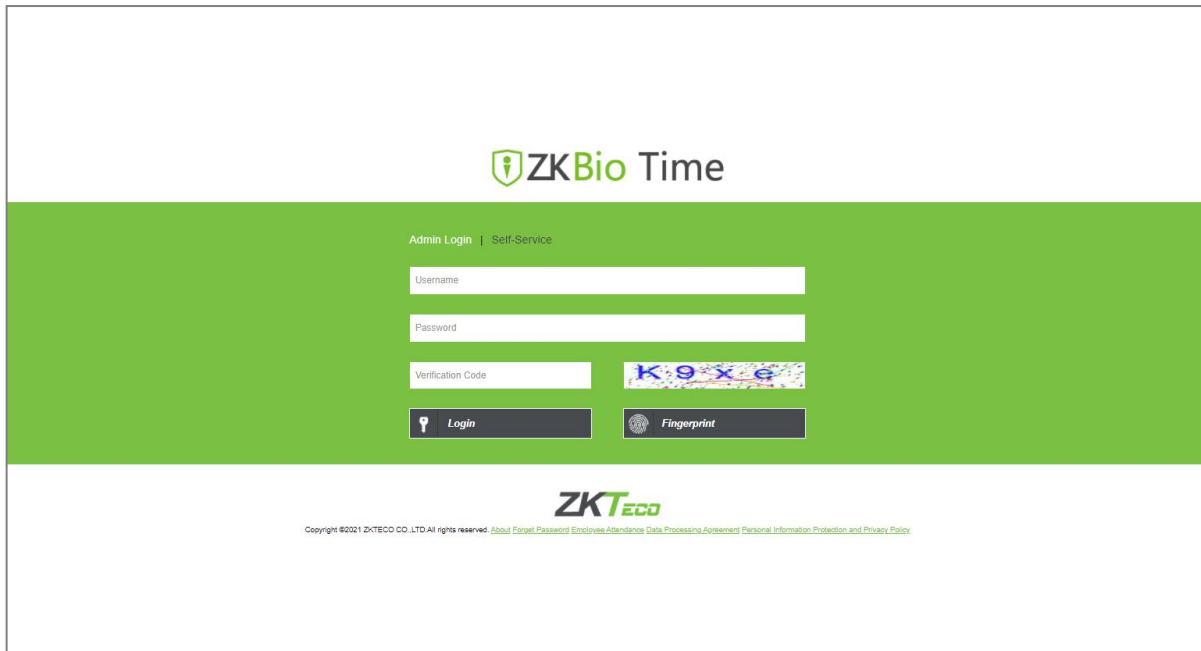 ZKBio Time
Admin Login | Self-Service
Username
Password
Verification Code
K9xe
Login
Fingerprint
ZKTECO
Copyright ©2021 ZKTECO CO.,LTD.All rights reserved. About Forget Password Employee Attendance Data Processing Agreement Personal Information Protection and Privacy Policy